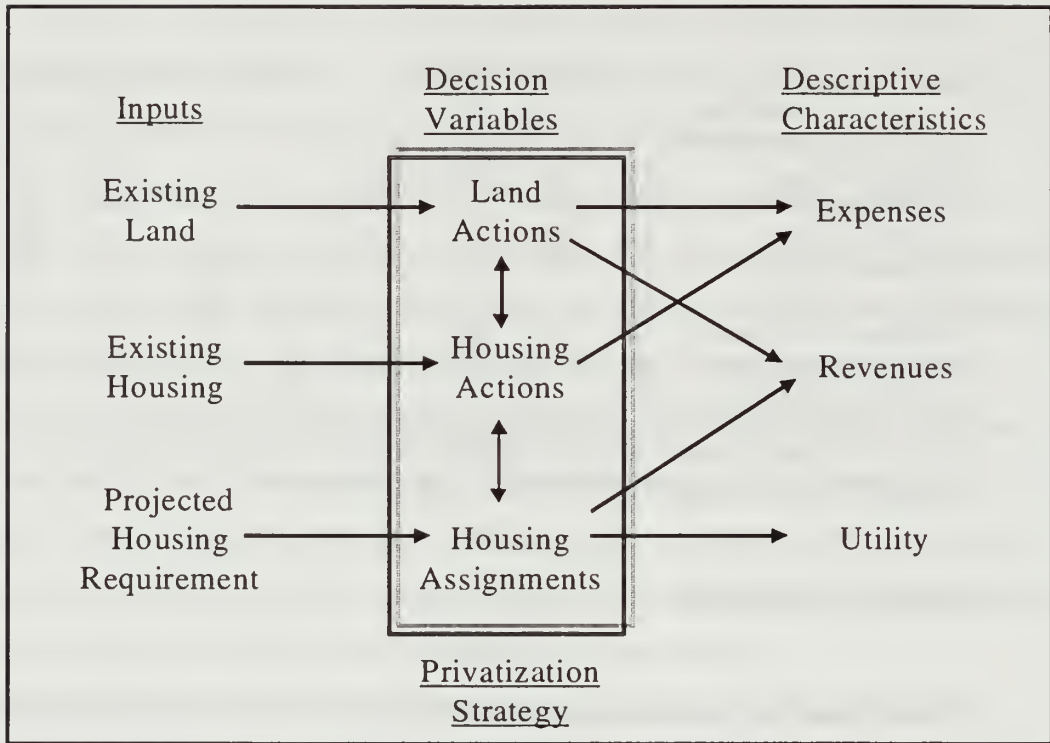 Inputs
Decision
Variables
Descriptive
Characteristics
Existing
Land
Land
Actions
Expenses
Existing
Housing
Housing
Actions
Revenues
Projected
Housing
Requirement
Housing
Assignments
Utility
Privatization
Strategy